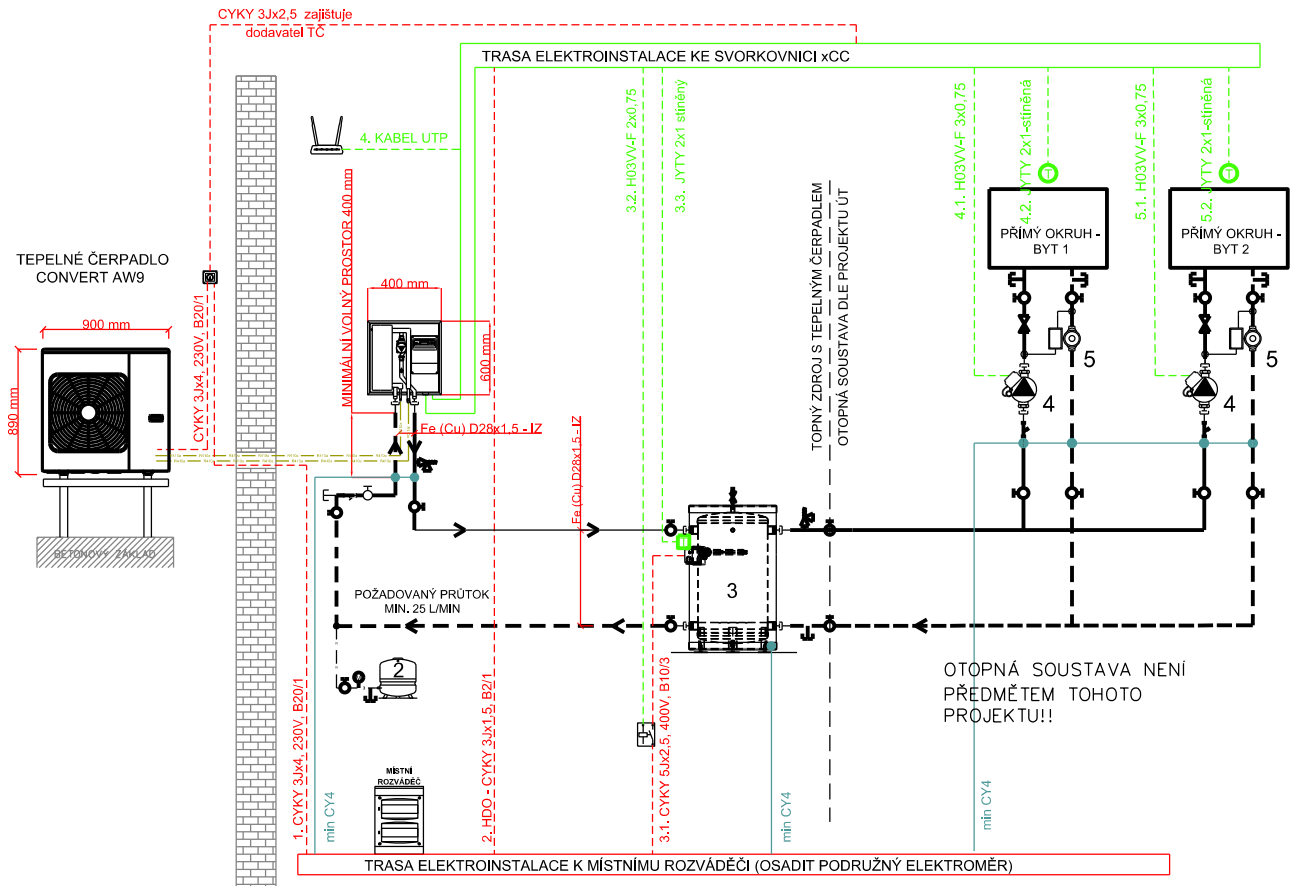 CYKY 3Jx2,5 zajištuje
dodavatel TČ
TRASA ELEKTROINSTALACE KE SVORKOVNICI xCC
4. KABEL UTP
MINIMÁLNÍ VOLNÝ PROSTOR 400 mm
3.2. H03VV-F 2x0,75
3.3. JYTY 2x1 stíněný
4.1. H03VV-F 3x0,75
4.2. JYTY 2x1-stíněná
5.1. H03VV-F 3x0,75
5.2. JYTY 2x1-stíněná
T
T
PŘÍMÝ OKRUH -
BYT 1
PŘÍMÝ OKRUH -
BYT 2
TEPELNÉ ČERPADLO
CONVERT AW9
900 mm
890 mm
CYKY 3Jx4, 230V, B20/1
400 mm
600 mm
Fe (Cu) D28x1,5 - IZ
Fe (Cu) D28x1,5 - IZ
TOPNÝ ZDROJ S TEPELNÝM ČERPADLEM
OTOPNÁ SOUSTAVA DLE PROJEKTU ÚT
5
5
4
4
BETONOVÝ ZÁKLAD
POŽADOVANÝ PRŮTOK
MIN. 25 L/MIN
3
2
OTOPNÁ SOUSTAVA NENÍ
PŘEDMĚTEM TOHOTO
PROJEKTU!!
MÍSTNÍ
ROZVÁDĚČ
1. CYKY 3Jx4, 230V, B20/1
min CY4
2. HDO - CYKY 3Jx1,5, B2/1
3.1. CYKY 5Jx2,5, 400V, B10/3
min CY4
min CY4
TRASA ELEKTROINSTALACE K MÍSTNÍMU ROZVÁDĚČI (OSADIT PODRUŽNÝ ELEKTROMĚR)